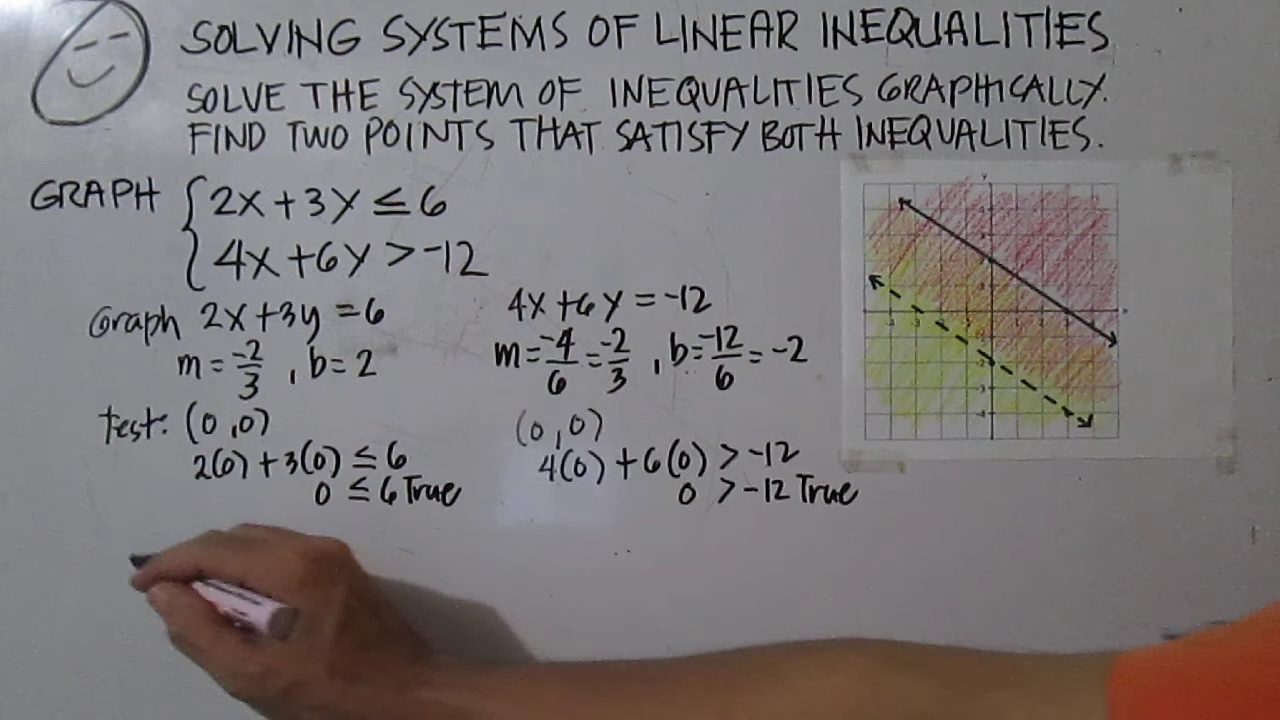 SOLVING SYSTEMS OF LINEAR INEQUALITIES
SOLVE THE SYSTEM OF INEQUALITIES GRAPHICALLY.
FIND TWO POINTS THAT SATISFY BOTH INEQUALITIES.
GRAPH { 2X + 3Y ≤ 6
4X + 6Y > -12
Graph 2x + 3y = 6
m = -2/3 , b = 2
Test: (0,0)
2(0) + 3(0) ≤ 6
0 ≤ 6 True
4X + 6Y = -12
m = -4/6 = -2/3 , b = -12/6 = -2
(0,0)
4(0) + 6(0) > -12
0 > -12 True